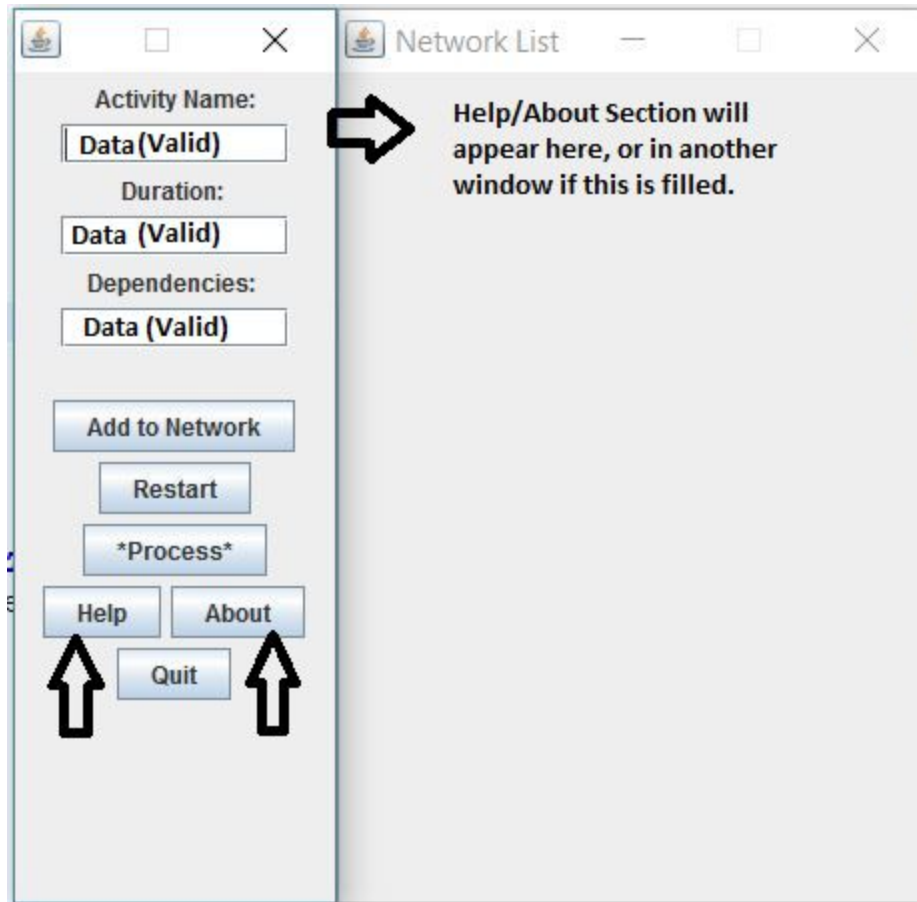 Network List
Activity Name:
Data (Valid)
Duration:
Data (Valid)
Dependencies:
Data (Valid)
Add to Network
Restart
*Process*
Help
About
Quit
Help/About Section will
appear here, or in another
window if this is filled.